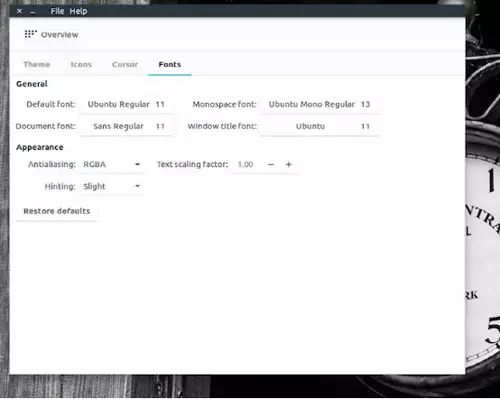 File Help
Overview
Theme Icons Cursor Fonts
General
Default font: Ubuntu Regular 11 Monospace font: Ubuntu Mono Regular 13
Document font: Sans Regular 11 Window title font: Ubuntu 11
Appearance
Antialiasing: RGBA Text scaling factor: 1.00 − +
Hinting: Slight
Restore defaults
1
NTRA
RK
5